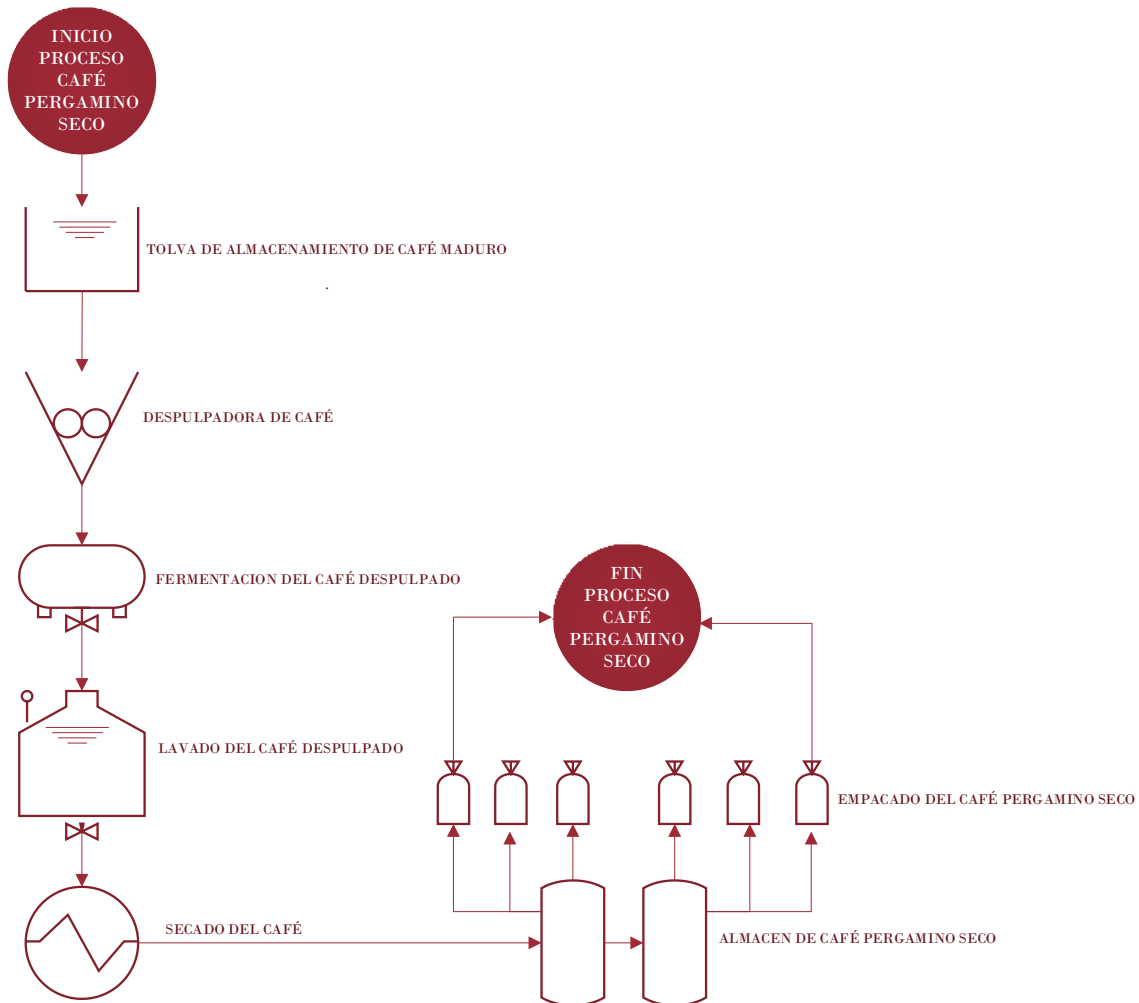 INICIO
PROCESO
CAFÉ
PERGAMINO
SECO
TOLVA DE ALMACENAMIENTO DE CAFÉ MADURO
DESPULPADORA DE CAFÉ
FERMENTACION DEL CAFÉ DESPULPADO
LAVADO DEL CAFÉ DESPULPADO
SECADO DEL CAFÉ
ALMACEN DE CAFÉ PERGAMINO SECO
EMPACADO DEL CAFÉ PERGAMINO SECO
FIN
PROCESO
CAFÉ
PERGAMINO
SECO